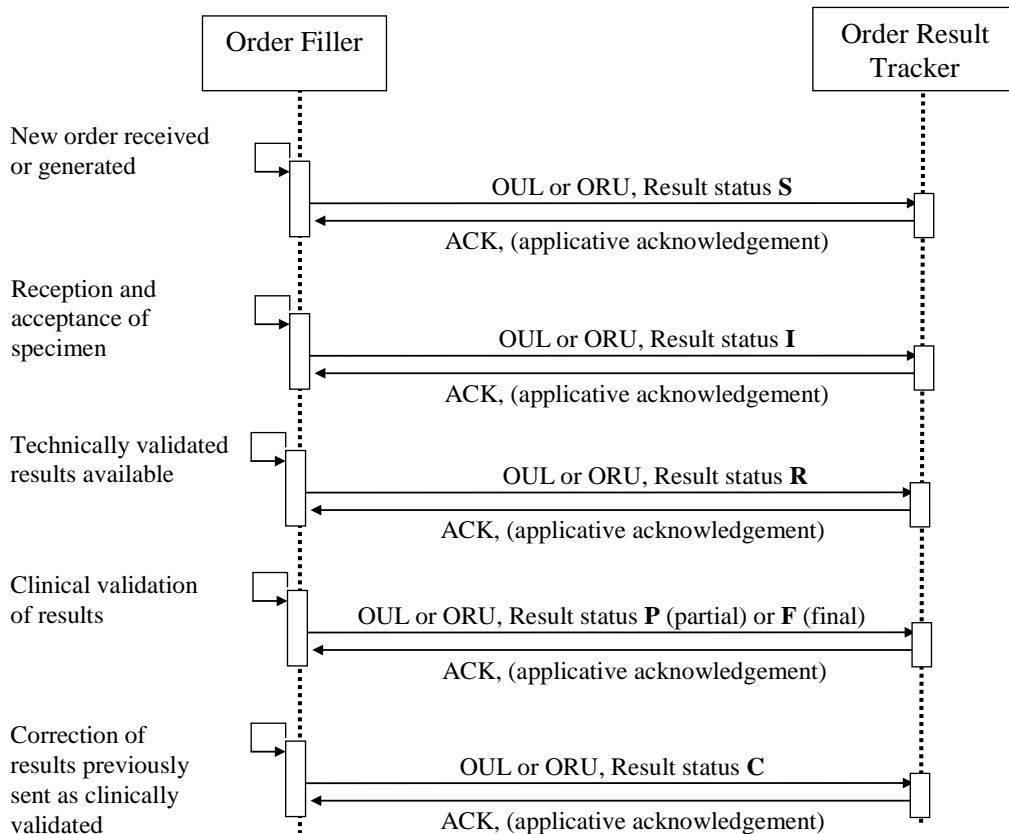 Order Filler
Order Result
Tracker
New order received
or generated
OUL or ORU, Result status S
ACK, (applicative acknowledgement)
Reception and
acceptance of
specimen
OUL or ORU, Result status I
ACK, (applicative acknowledgement)
Technically validated
results available
OUL or ORU, Result status R
ACK, (applicative acknowledgement)
Clinical validation
of results
OUL or ORU, Result status P (partial) or F (final)
ACK, (applicative acknowledgement)
Correction of
results previously
sent as clinically
validated
OUL or ORU, Result status C
ACK, (applicative acknowledgement)